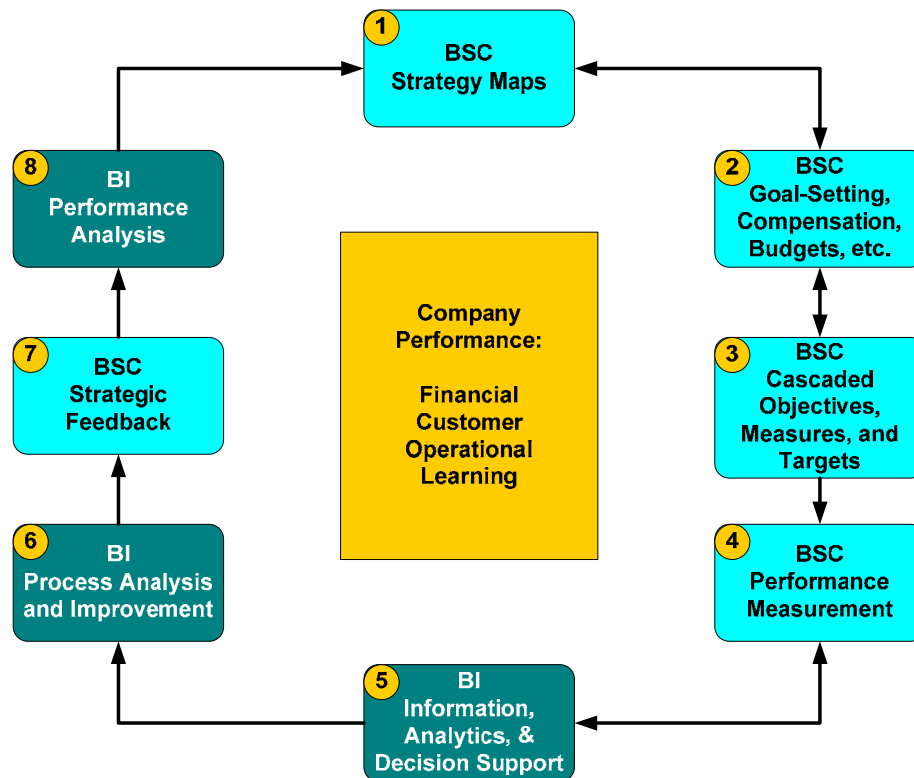 1
BSC
Strategy Maps
2
BSC
Goal-Setting,
Compensation,
Budgets, etc.
3
BSC
Cascaded
Objectives,
Measures, and
Targets
4
BSC
Performance
Measurement
5
BI
Information,
Analytics, &
Decision Support
6
BI
Process Analysis
and Improvement
7
BSC
Strategic
Feedback
8
BI
Performance
Analysis
Company
Performance:
Financial
Customer
Operational
Learning